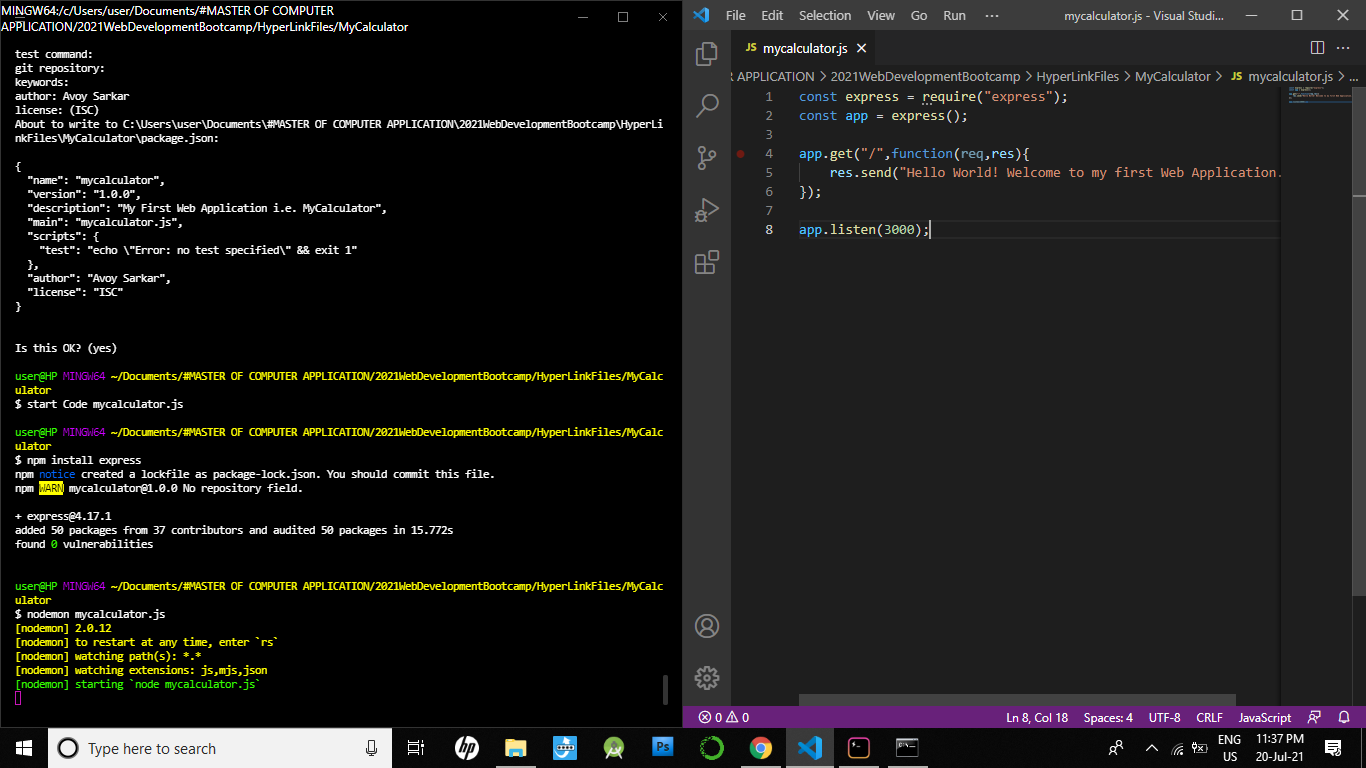 MINGW64:/c/Users/user/Documents/#MASTER OF COMPUTER
APPLICATION/2021WebDevelopmentBootcamp/HyperLinkFiles/MyCalculator
test command:
git repository:
keywords:
author: Avoy Sarkar
license: (ISC)
About to write to C:\Users\user\Documents\#MASTER OF COMPUTER APPLICATION\2021WebDevelopmentBootcamp\HyperLi
nkFiles\MyCalculator\package.json:
{
"name": "mycalculator",
"version": "1.0.0",
"description": "My First Web Application i.e. MyCalculator",
"main": "mycalculator.js",
"scripts": {
"test": "echo \"Error: no test specified\" && exit 1"
},
"author": "Avoy Sarkar",
"license": "ISC"
}
Is this OK? (yes)
user@HP MINGW64 ~/Documents/#MASTER OF COMPUTER APPLICATION/2021WebDevelopmentBootcamp/HyperLinkFiles/MyCalc
ulator
$ start Code mycalculator.js
user@HP MINGW64 ~/Documents/#MASTER OF COMPUTER APPLICATION/2021WebDevelopmentBootcamp/HyperLinkFiles/MyCalc
ulator
$ npm install express
npm notice created a lockfile as package-lock.json. You should commit this file.
npm WARN mycalculator@1.0.0 No repository field.
+ express@4.17.1
added 50 packages from 37 contributors and audited 50 packages in 15.772s
found 0 vulnerabilities
user@HP MINGW64 ~/Documents/#MASTER OF COMPUTER APPLICATION/2021WebDevelopmentBootcamp/HyperLinkFiles/MyCalc
ulator
$ nodemon mycalculator.js
[nodemon] 2.0.12
[nodemon] to restart at any time, enter `rs`
[nodemon] watching path(s): *.*
[nodemon] watching extensions: js,mjs,json
[nodemon] starting `node mycalculator.js`
File Edit Selection View Go Run ··· mycalculator.js - Visual Studi...
JS mycalculator.js
R APPLICATION > 2021WebDevelopmentBootcamp > HyperLinkFiles > MyCalculator > JS mycalculator.js > ...
1 const express = require("express");
2 const app = express();
3
4 app.get("/",function(req,res){
5 res.send("Hello World! Welcome to my first Web Application.
6 });
7
8 app.listen(3000);
0 0 Ln 8, Col 18 Spaces: 4 UTF-8 CRLF JavaScript
Type here to search
hp
Ps
ENG
US
11:37 PM
20-Jul-21